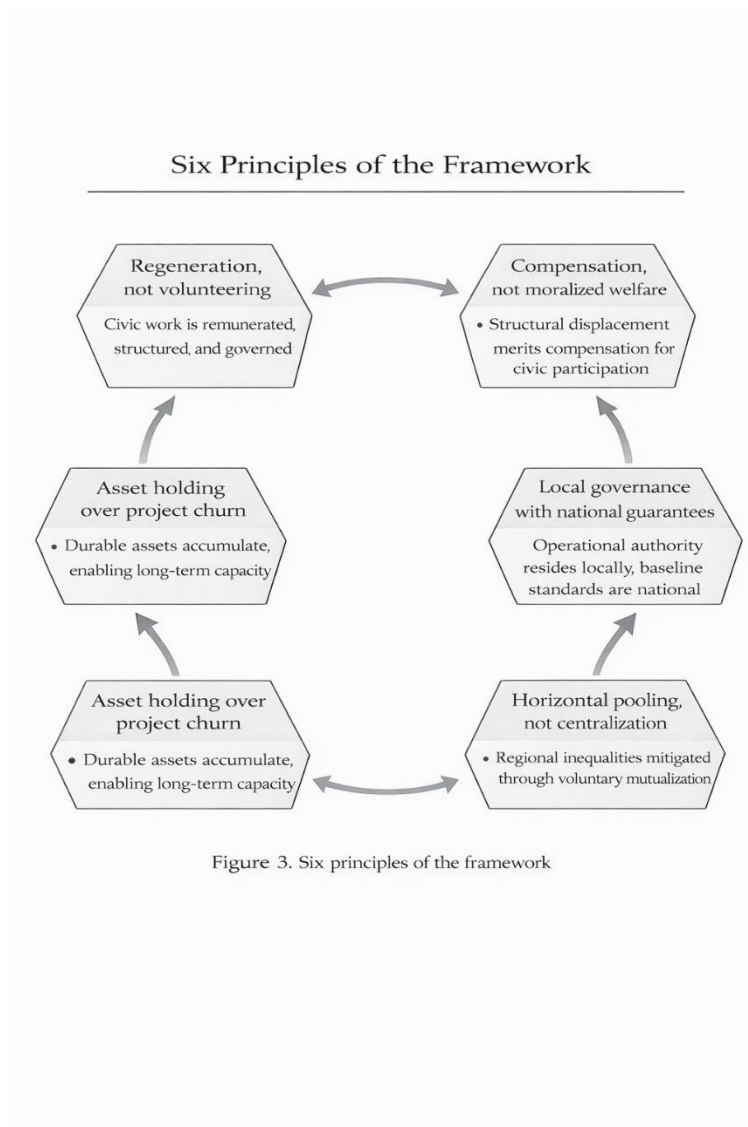 Six Principles of the Framework
Regeneration,
not volunteering
Civic work is remunerated,
structured, and governed
Compensation,
not moralized welfare
• Structural displacement
merits compensation for
civic participation
Asset holding
over project churn
• Durable assets accumulate,
enabling long-term capacity
Local governance
with national guarantees
Operational authority
resides locally, baseline
standards are national
Asset holding over
project churn
• Durable assets accumulate,
enabling long-term capacity
Horizontal pooling,
not centralization
• Regional inequalities mitigated
through voluntary mutualization
Figure 3. Six principles of the framework